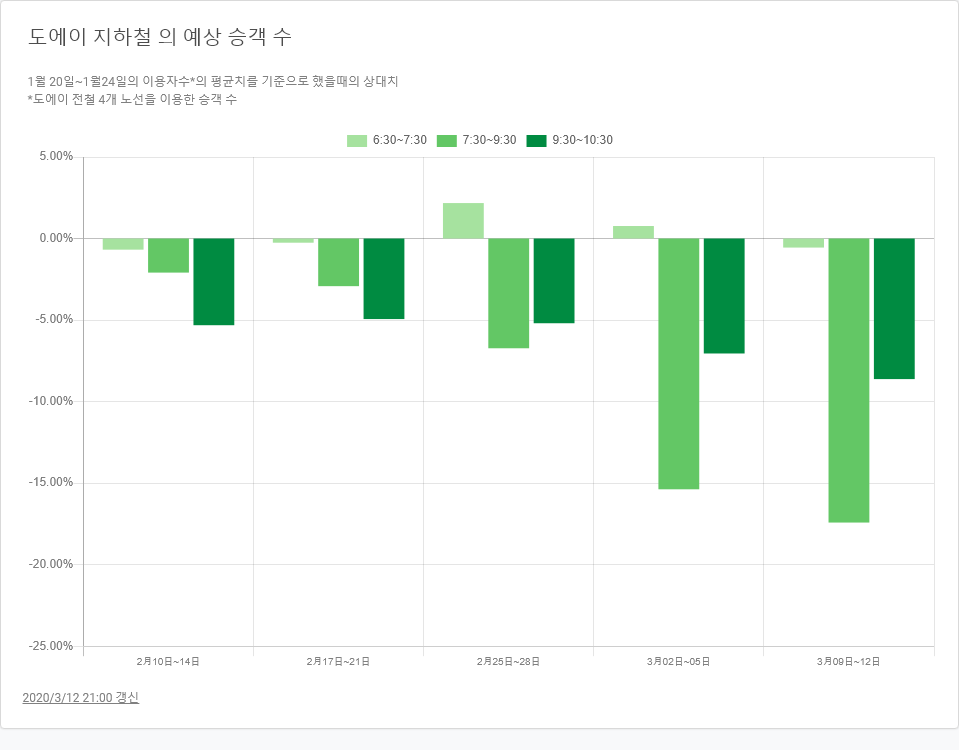 도에이 지하철 의 예상 승객 수
1월 20일~1월24일의 이용자수*의 평균치를 기준으로 했을때의 상대치
*도에이 전철 4개 노선을 이용한 승객 수
6:30~7:30 7:30~9:30 9:30~10:30
5.00%
0.00%
-5.00%
-10.00%
-15.00%
-20.00%
-25.00%
2月10日~14日 2月17日~21日 2月25日~28日 3月02日~05日 3月09日~12日
2020/3/12 21:00 갱신